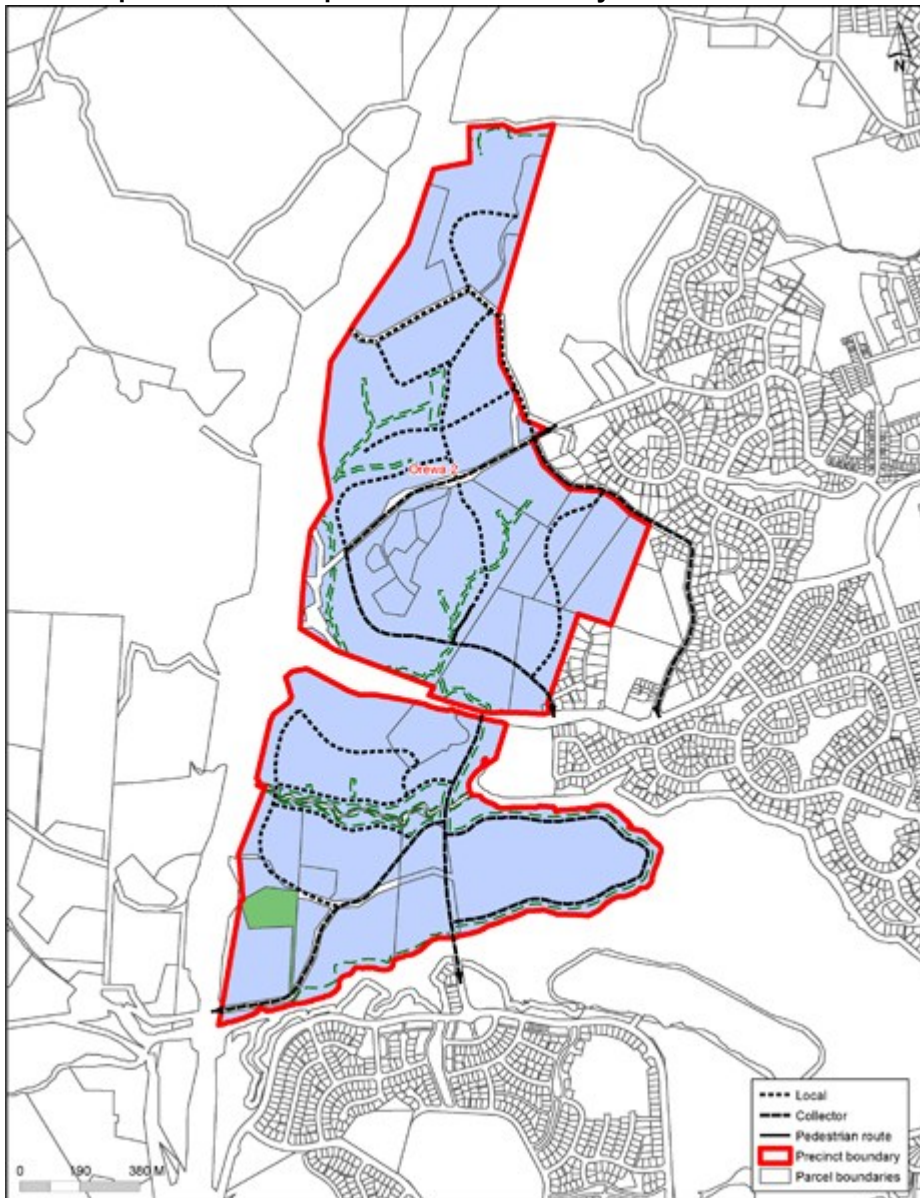 N
Orewa 2
Local
Collector
Pedestrian route
Precinct boundary
Parcel boundaries
0 190 380 M